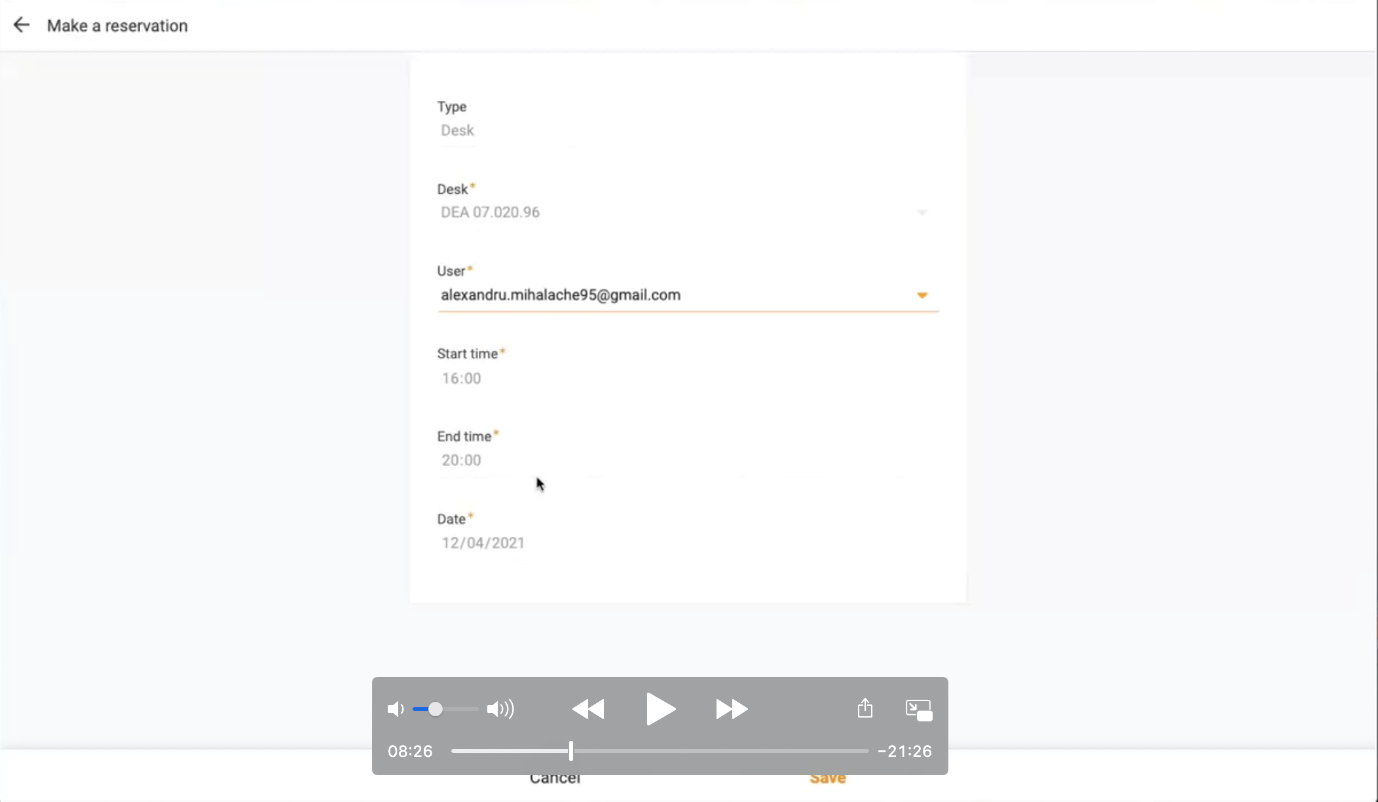 Make a reservation
Type
Desk
Desk*
DEA 07.020.96
User*
alexandru.mihalache95@gmail.com
Start time*
16:00
End time*
20:00
Date*
12/04/2021
08:26
−21:26
Cancel
Save